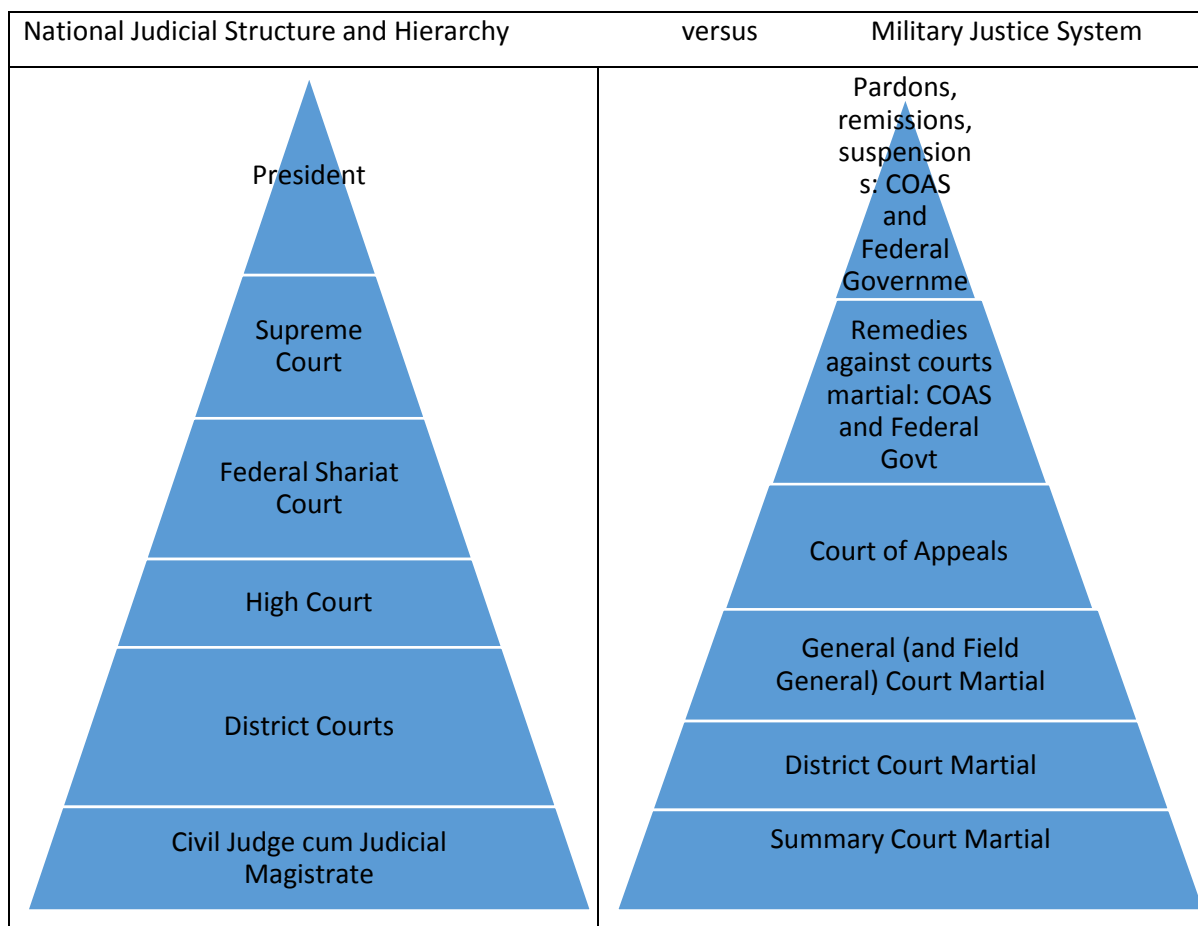 National Judicial Structure and Hierarchy versus Military Justice System
President
Supreme
Court
Federal Shariat
Court
High Court
District Courts
Civil Judge cum Judicial
Magistrate
Pardons,
remissions,
suspension
s: COAS
and
Federal
Governme
Remedies
against courts
martial: COAS
and Federal
Govt
Court of Appeals
General (and Field
General) Court Martial
District Court Martial
Summary Court Martial